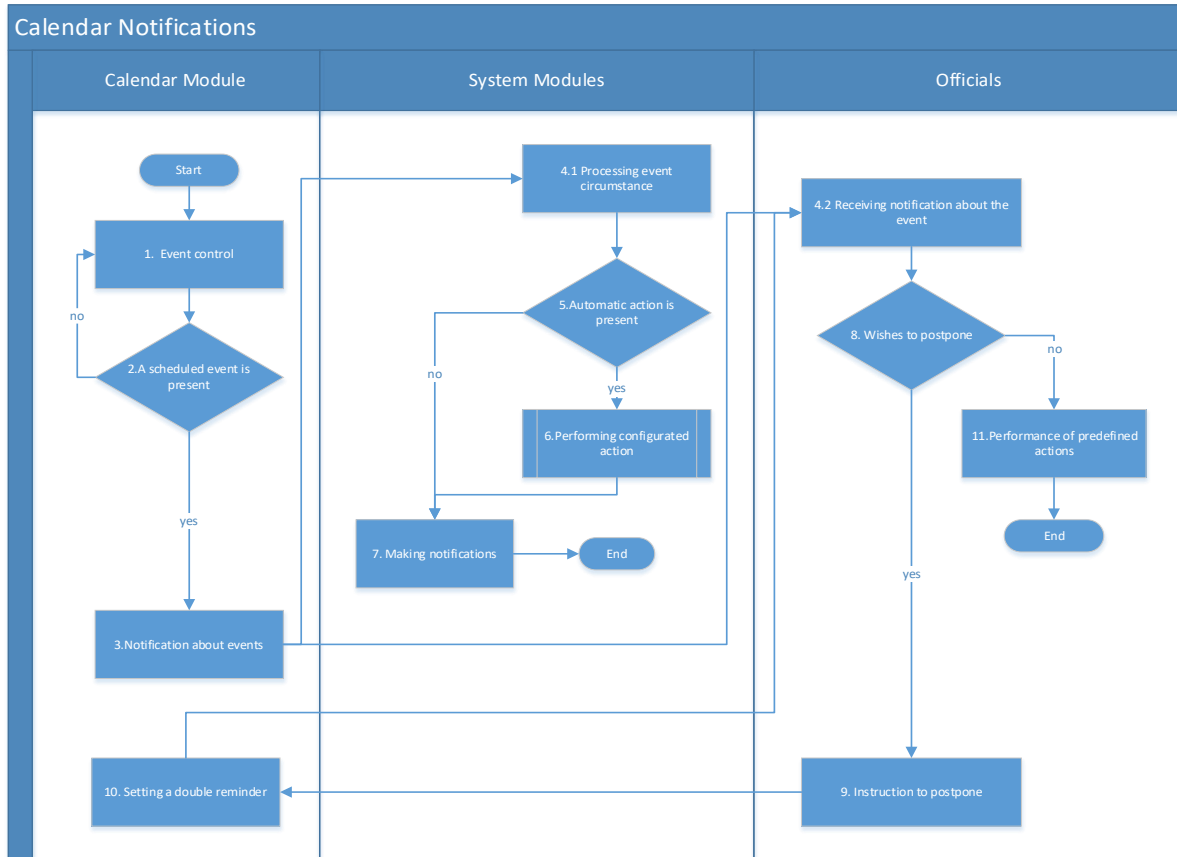 Calendar Notifications
Calendar Module
System Modules
Officials
Start
1.  Event control
no
2.A scheduled event is
present
yes
3.Notification about events
10. Setting a double reminder
4.1 Processing event
circumstance
5.Automatic action is
present
no
yes
6.Performing configurated
action
7. Making notifications
End
4.2 Receiving notification about the
event
8. Wishes to postpone
no
11.Performance of predefined
actions
End
yes
9. Instruction to postpone